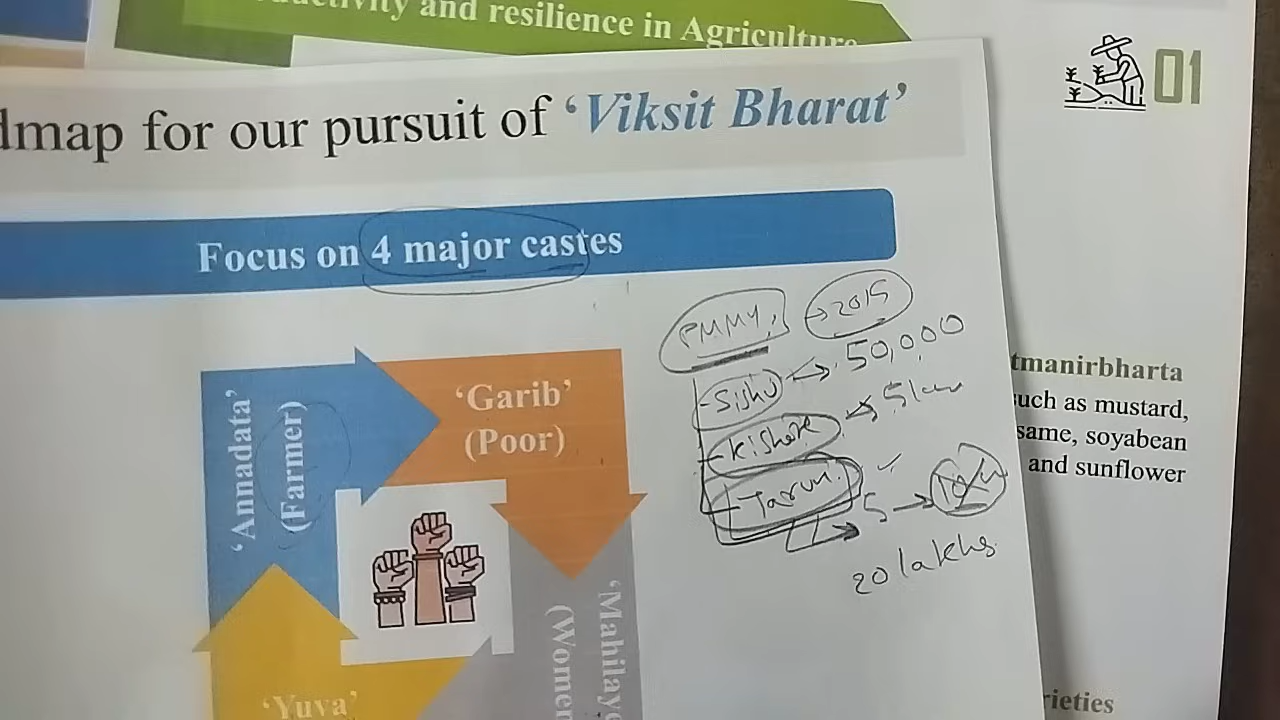 ductivity and resilience in Agriculture
01
dmap for our pursuit of ‘Viksit Bharat’
Focus on 4 major castes
‘Annadata’
(Farmer)
‘Garib’
(Poor)
‘Mahilaye
(Women
‘Yuva’
PMMY, → 2015
- Sishu → 50,000
- Kishore → 5 lakh
- Tarun.
5 →
20 lakhs.
tmanirbharta
such as mustard,
same, soyabean
and sunflower
rieties